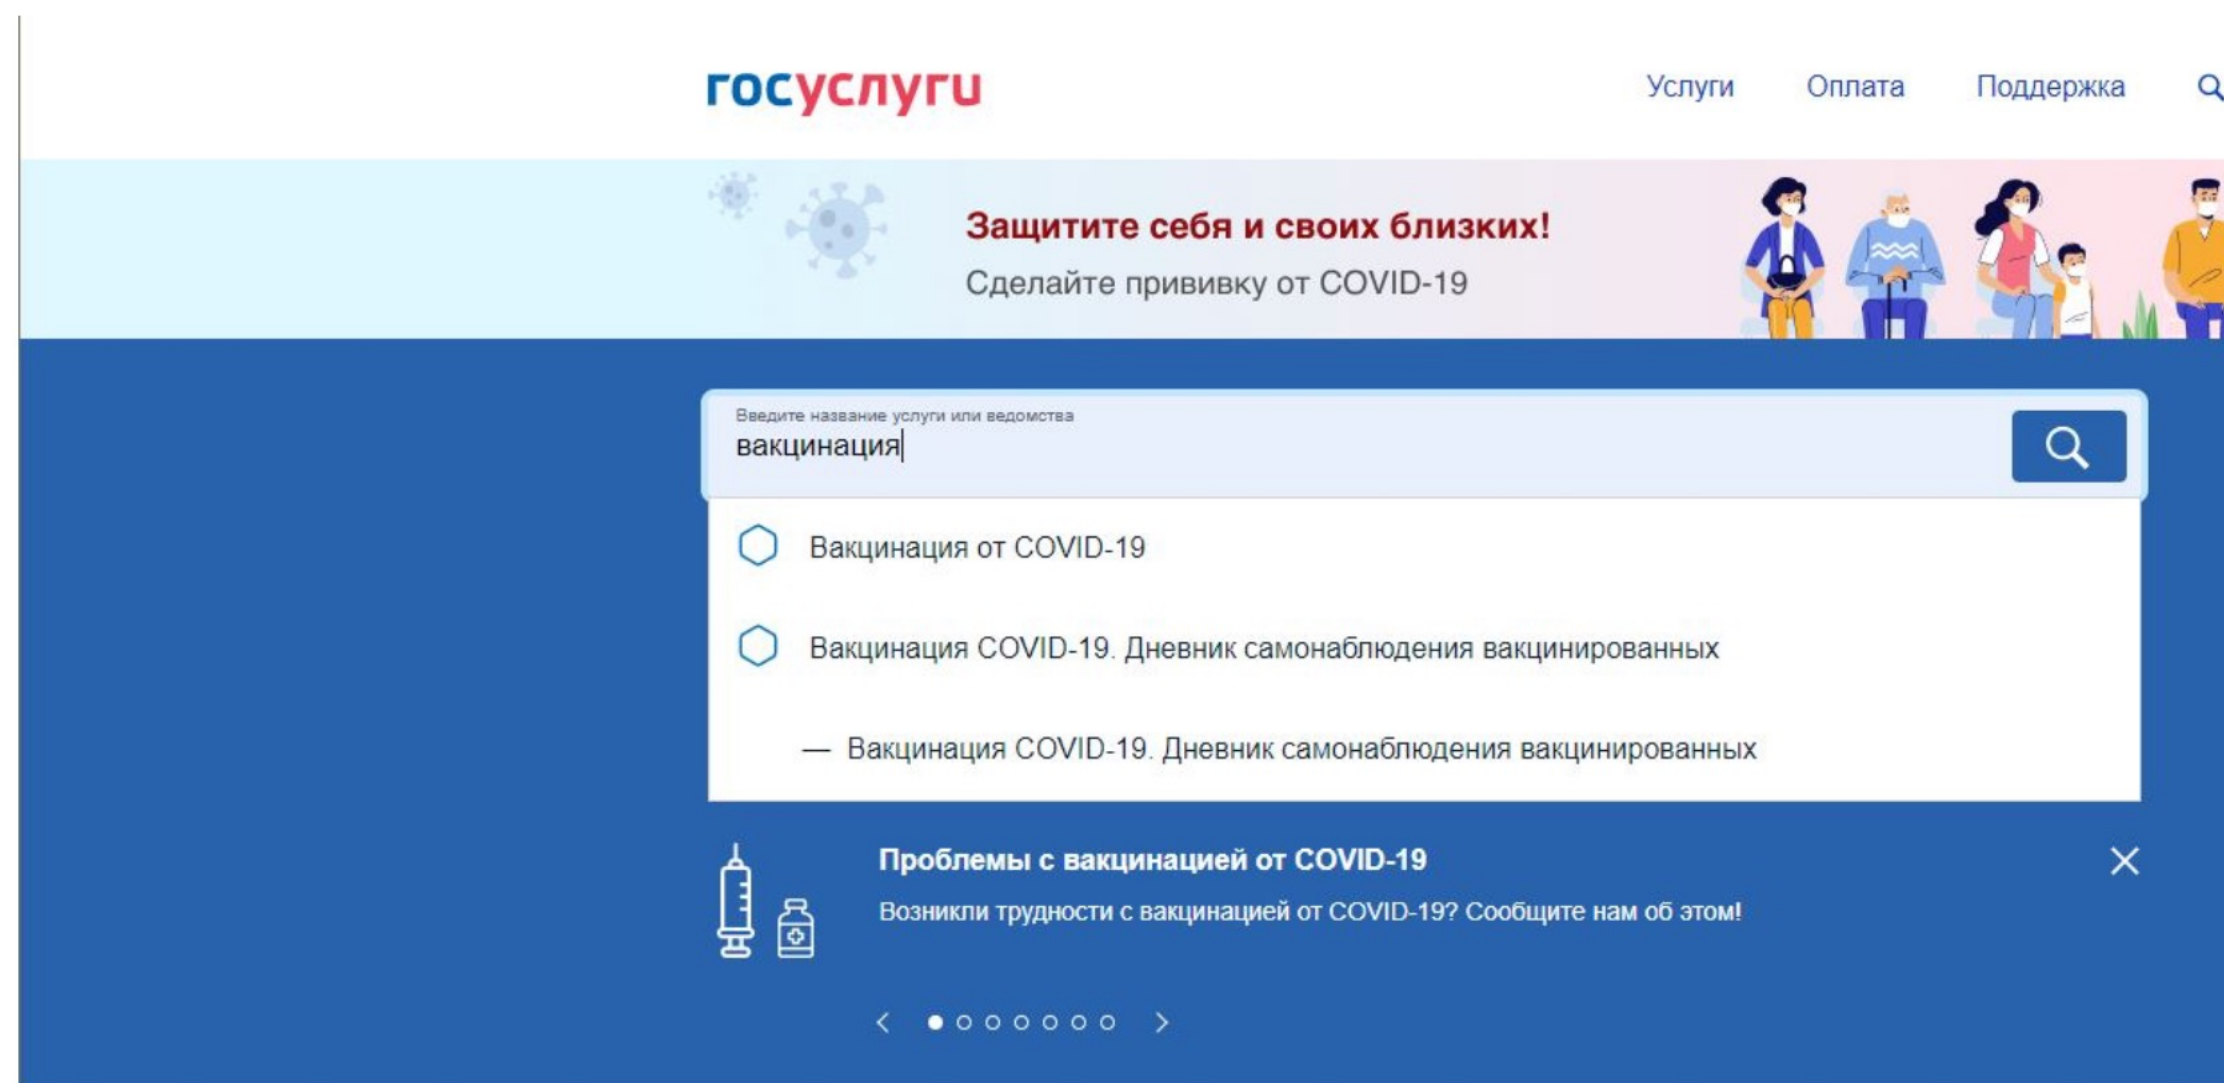 госуслуги
Услуги Оплата Поддержка
Защитите себя и своих близких!
Сделайте прививку от COVID-19
Введите название услуги или ведомства
вакцинация
Вакцинация от COVID-19
Вакцинация COVID-19. Дневник самонаблюдения вакцинированных
— Вакцинация COVID-19. Дневник самонаблюдения вакцинированных
Проблемы с вакцинацией от COVID-19
Возникли трудности с вакцинацией от COVID-19? Сообщите нам об этом!